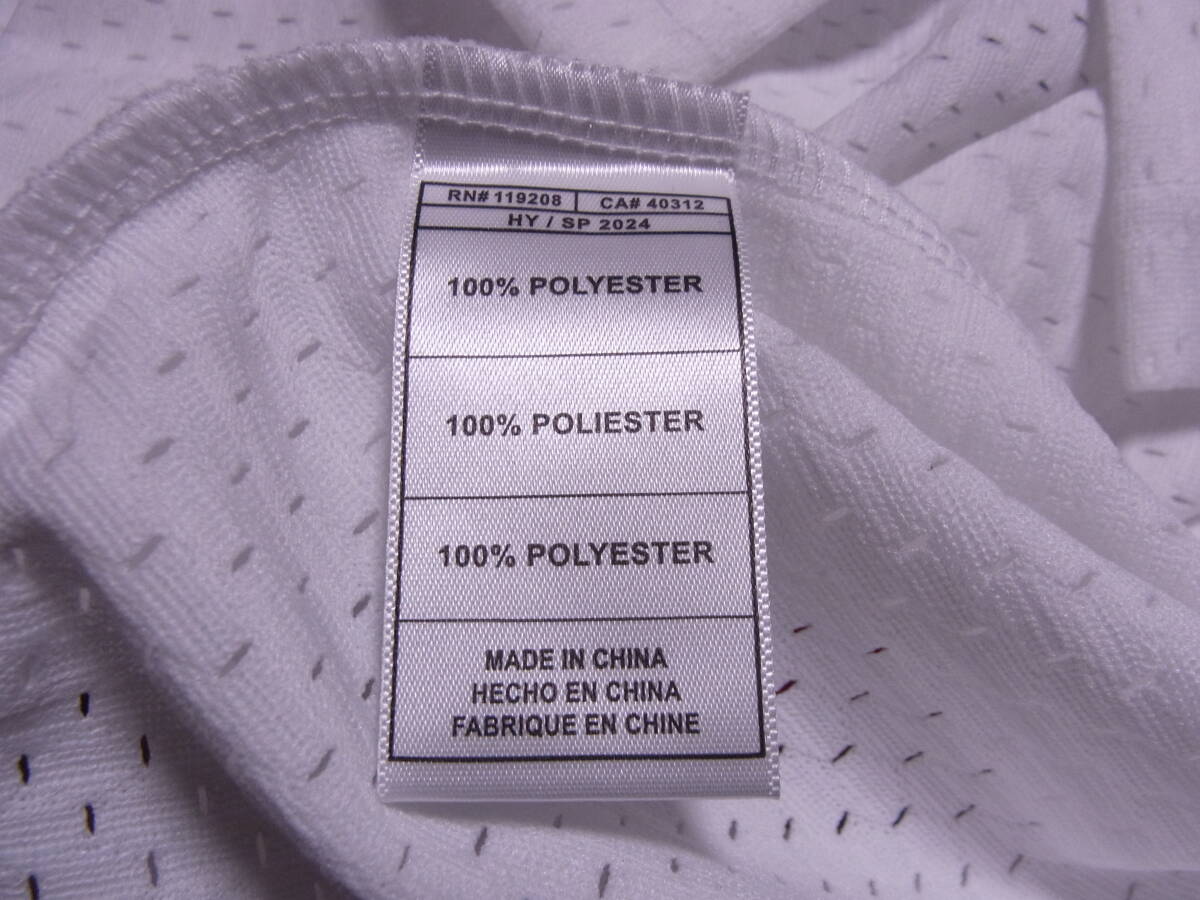 RN# 119208 CA# 40312
HY / SP 2024
100% POLYESTER
100% POLIESTER
100% POLYESTER
MADE IN CHINA
HECHO EN CHINA
FABRIQUE EN CHINE